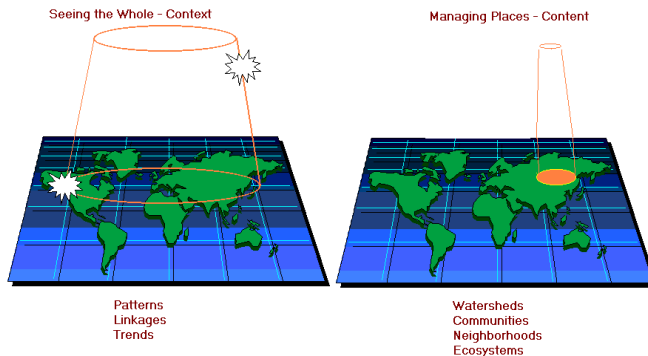 Seeing the Whole - Context
Managing Places - Content
Patterns
Linkages
Trends
Watersheds
Communities
Neighborhoods
Ecosystems